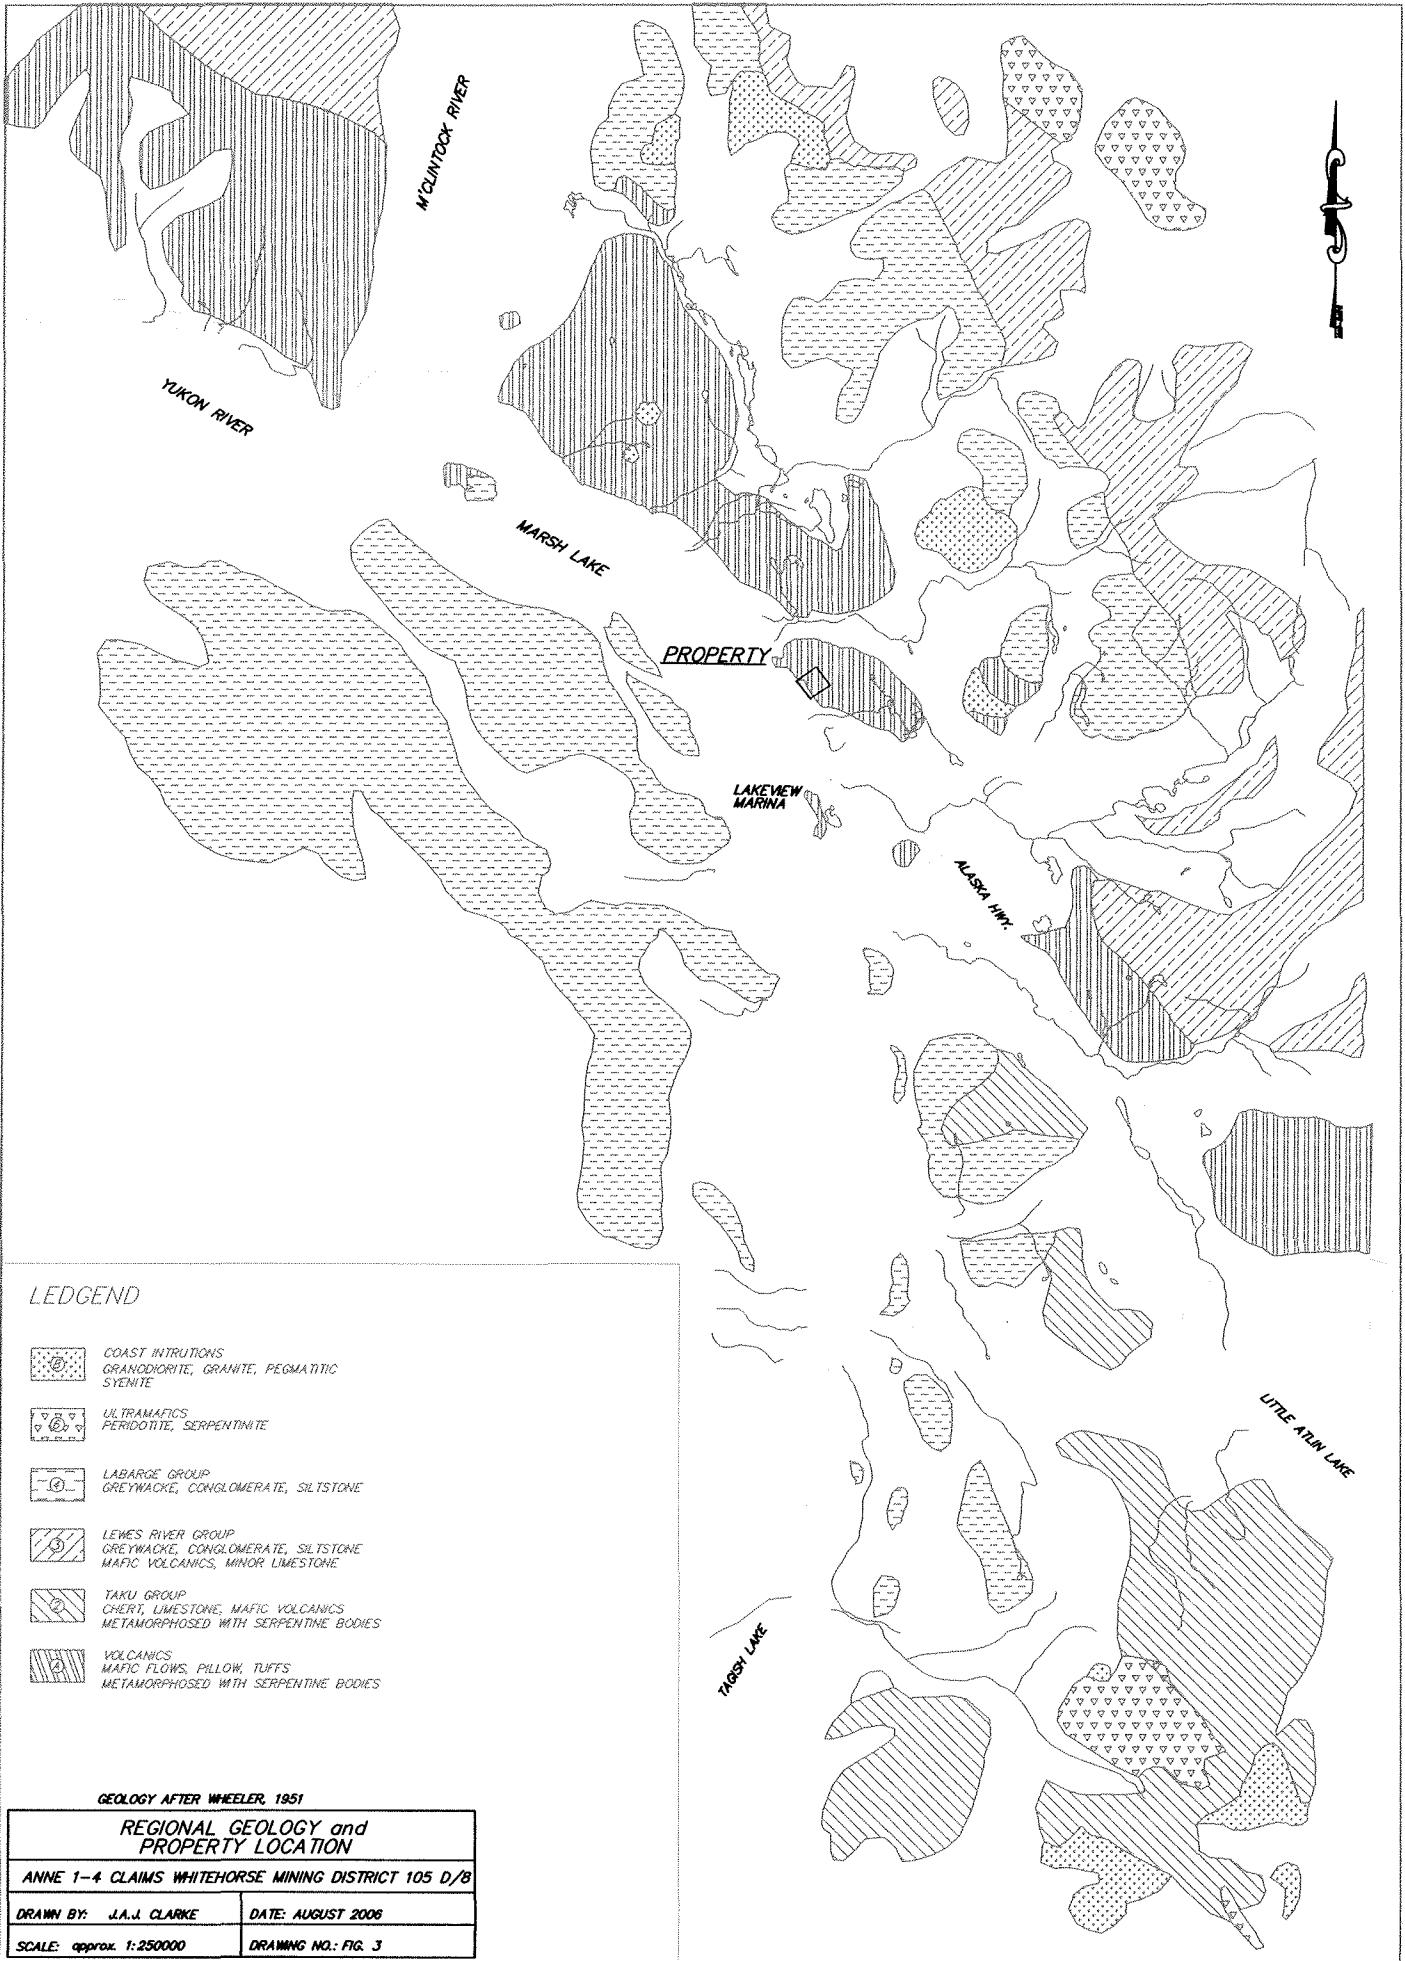 M'CLINTOCK RIVER
YUKON RIVER
MARSH LAKE
PROPERTY
LAKEVIEW
MARINA
ALASKA HWY.
LITTLE ATLIN LAKE
TAGISH LAKE
LEDGEND
8
COAST INTRUTIONS
GRANODIORITE, GRANITE, PEGMATITIC
SYENITE
ULTRAMAFICS
PERIDOTITE, SERPENTINITE
4
LABARGE GROUP
GREYWACKE, CONGLOMERATE, SILTSTONE
3
LEWES RIVER GROUP
GREYWACKE, CONGLOMERATE, SILTSTONE
MAFIC VOLCANICS, MINOR LIMESTONE
2
TAKU GROUP
CHERT, LIMESTONE, MAFIC VOLCANICS
METAMORPHOSED WITH SERPENTINE BODIES
VOLCANICS
MAFIC FLOWS, PILLOW, TUFFS
METAMORPHOSED WITH SERPENTINE BODIES
GEOLOGY AFTER WHEELER, 1951
REGIONAL GEOLOGY and
PROPERTY LOCATION
ANNE 1-4 CLAIMS WHITEHORSE MINING DISTRICT 105 D/8
DRAWN BY: J.A.J. CLARKE
DATE: AUGUST 2006
SCALE: approx. 1:250000
DRAWING NO.: FIG. 3